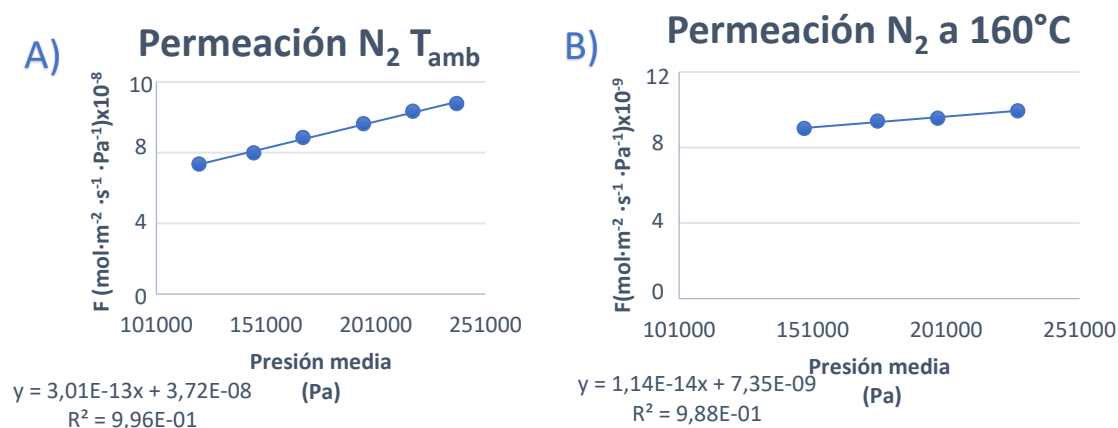 A)
Permeación N₂ Tₐₘᵦ
F (mol·m⁻² ·s⁻¹ ·Pa⁻¹)x10⁻⁸
10
8
4
0
101000 151000 201000 251000
Presión media
(Pa)
y = 3,01E-13x + 3,72E-08
R² = 9,96E-01
B)
Permeación N₂ a 160°C
F(mol·m⁻² ·s⁻¹ ·Pa⁻¹)x10⁻⁹
12
8
4
0
101000 151000 201000 251000
Presión media
(Pa)
y = 1,14E-14x + 7,35E-09
R² = 9,88E-01